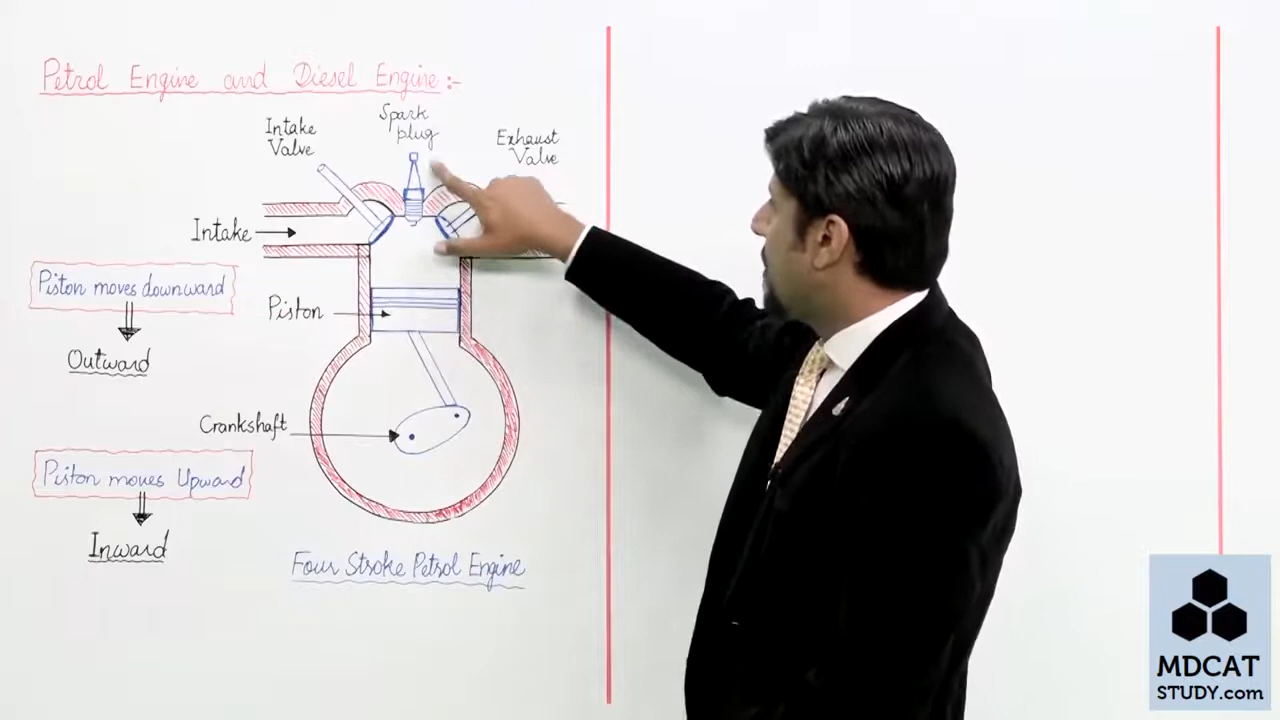 Petrol Engine and Diesel Engine :-
Spark
plug
Intake
Valve
Exhaust
Valve
Intake
Piston moves downward
Outward
Piston
Crankshaft
Piston moves Upward
Inward
Four Stroke Petrol Engine
MDCAT
STUDY.com